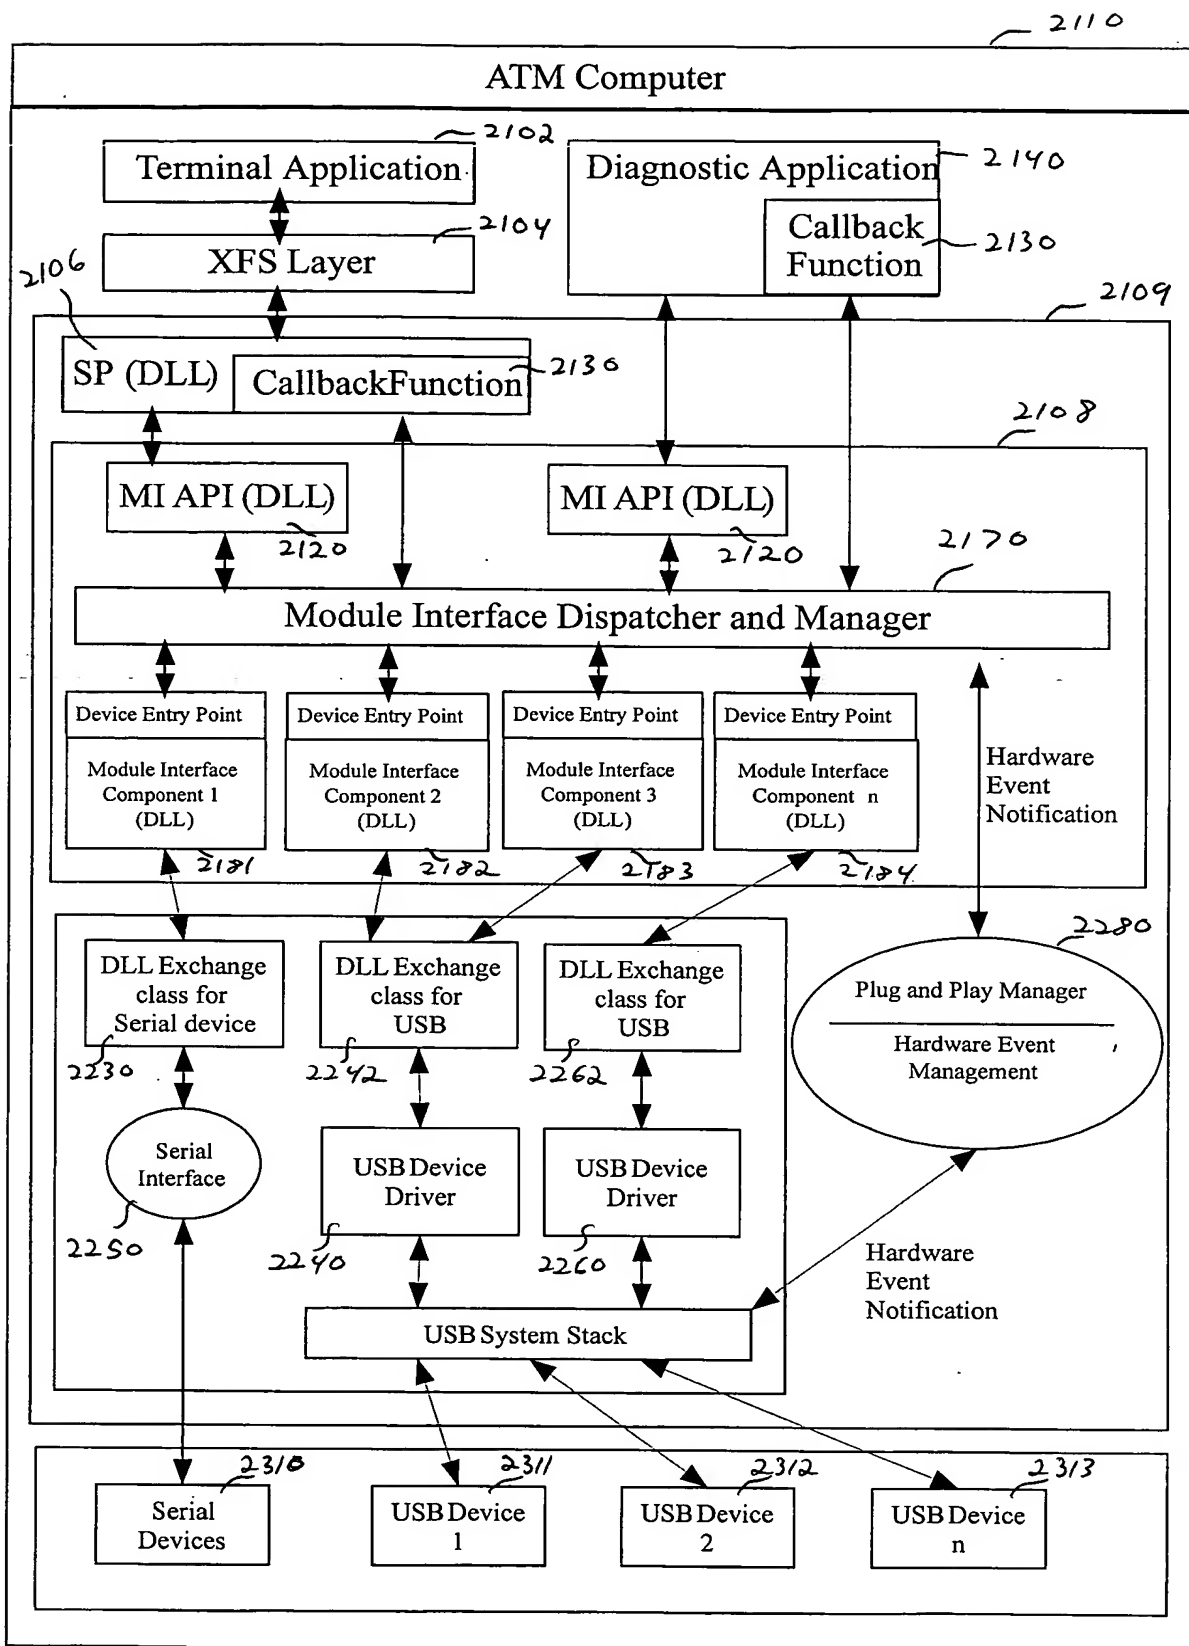 2110
ATM Computer
2102
Terminal Application
2140
Diagnostic Application
2104
XFS Layer
Callback
Function
2130
2106
2109
SP (DLL)
CallbackFunction
2130
2108
MI API (DLL)
2120
MI API (DLL)
2120
2170
Module Interface Dispatcher and Manager
Device Entry Point
Device Entry Point
Device Entry Point
Device Entry Point
Module Interface
Component 1
(DLL)
2181
Module Interface
Component 2
(DLL)
2182
Module Interface
Component 3
(DLL)
2183
Module Interface
Component n
(DLL)
2184
Hardware
Event
Notification
2280
DLL Exchange
class for
Serial device
2230
DLL Exchange
class for
USB
2242
DLL Exchange
class for
USB
2262
Plug and Play Manager
Hardware Event
Management
Serial
Interface
2250
USB Device
Driver
2240
USB Device
Driver
2260
Hardware
Event
Notification
USB System Stack
2310
Serial
Devices
2311
USB Device
1
2312
USB Device
2
2313
USB Device
n